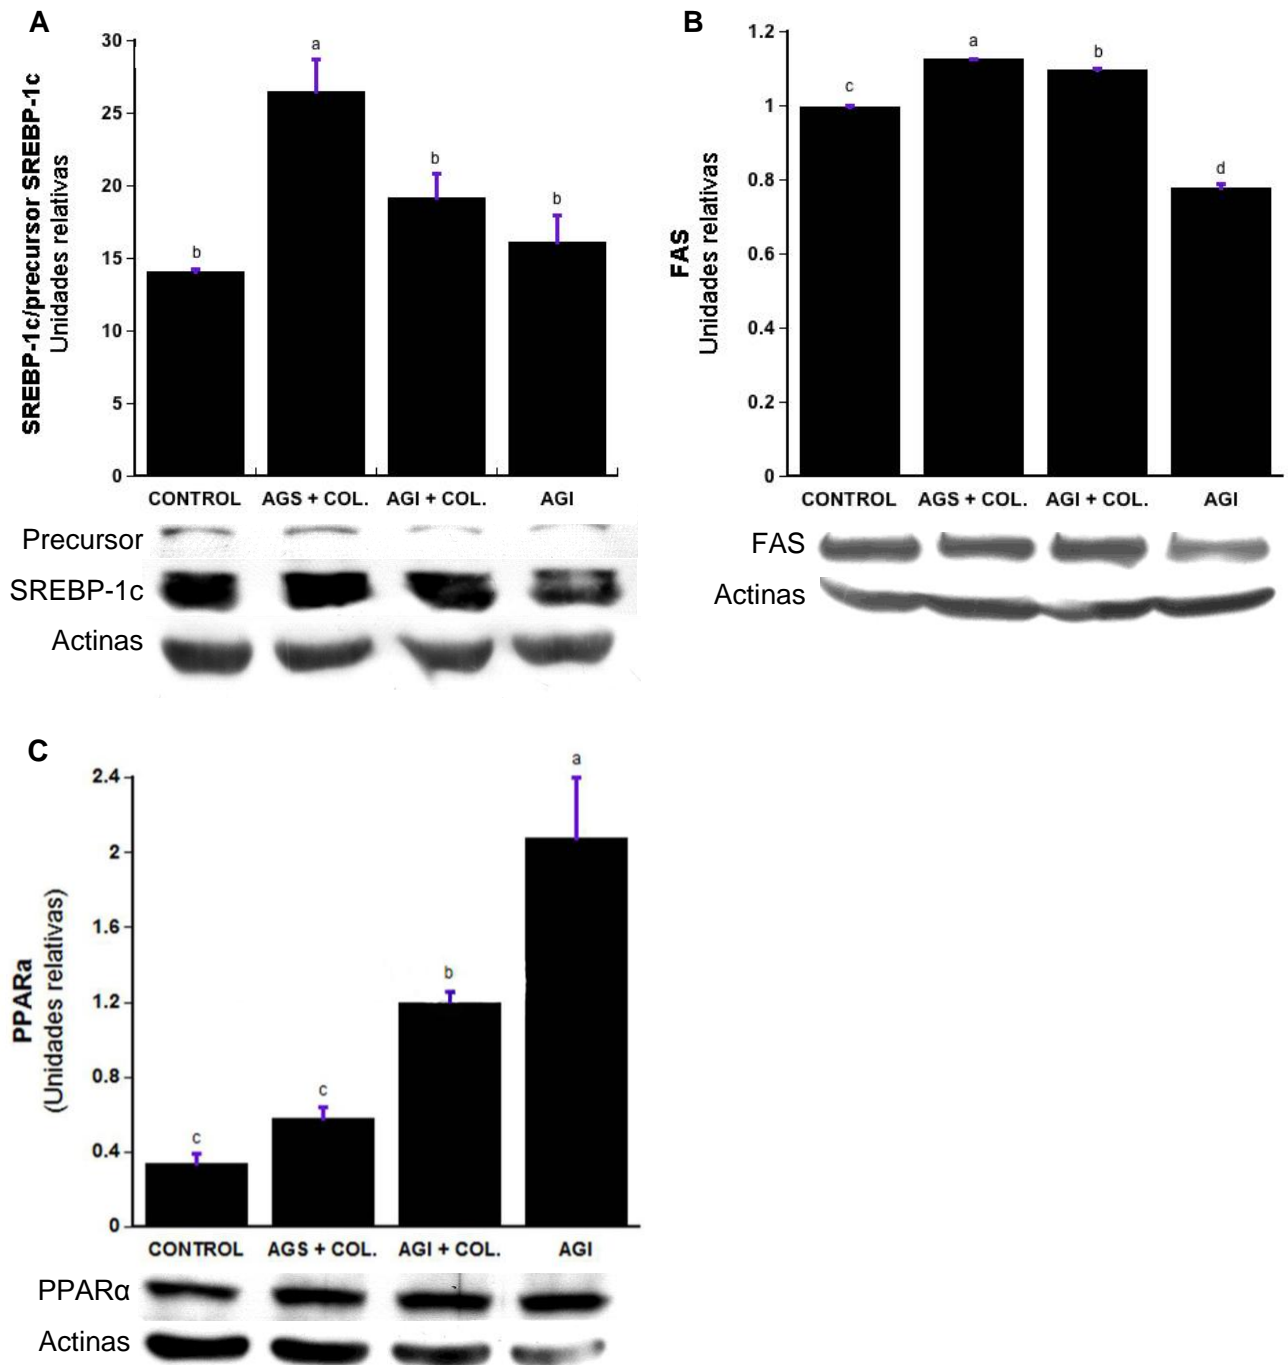 A
SREBP-1c/precursor SREBP-1c
Unidades relativas
30
25
20
15
10
5
0
a
b
b
b
CONTROL
AGS + COL.
AGI + COL.
AGI
Precursor
SREBP-1c
Actinas
B
FAS
Unidades relativas
1.2
1
0.8
0.6
0.4
0.2
0
c
a
b
d
CONTROL
AGS + COL.
AGI + COL.
AGI
FAS
Actinas
C
PPARa
(Unidades relativas)
2.4
2
1.6
1.2
0.8
0.4
0
c
c
b
a
CONTROL
AGS + COL.
AGI + COL.
AGI
PPARα
Actinas